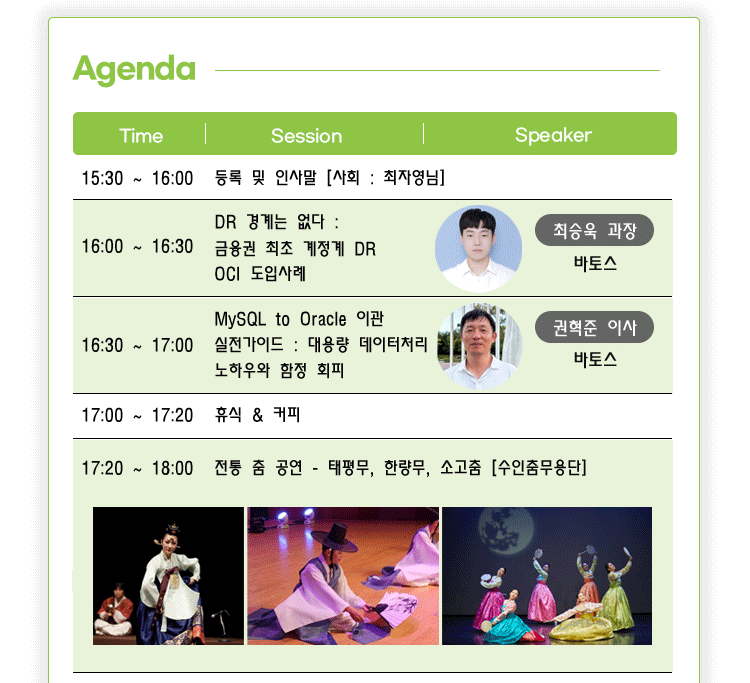 Agenda
Time Session Speaker
15:30 ~ 16:00 등록 및 인사말 [사회 : 최자영님]
16:00 ~ 16:30
DR 경계는 없다 :
금융권 최초 계정계 DR
OCI 도입사례
최승욱 과장
바토스
16:30 ~ 17:00
MySQL to Oracle 이관
실전가이드 : 대용량 데이터처리
노하우와 함정 회피
권혁준 이사
바토스
17:00 ~ 17:20 휴식 & 커피
17:20 ~ 18:00 전통 춤 공연 - 태평무, 한량무, 소고춤 [수인춤무용단]